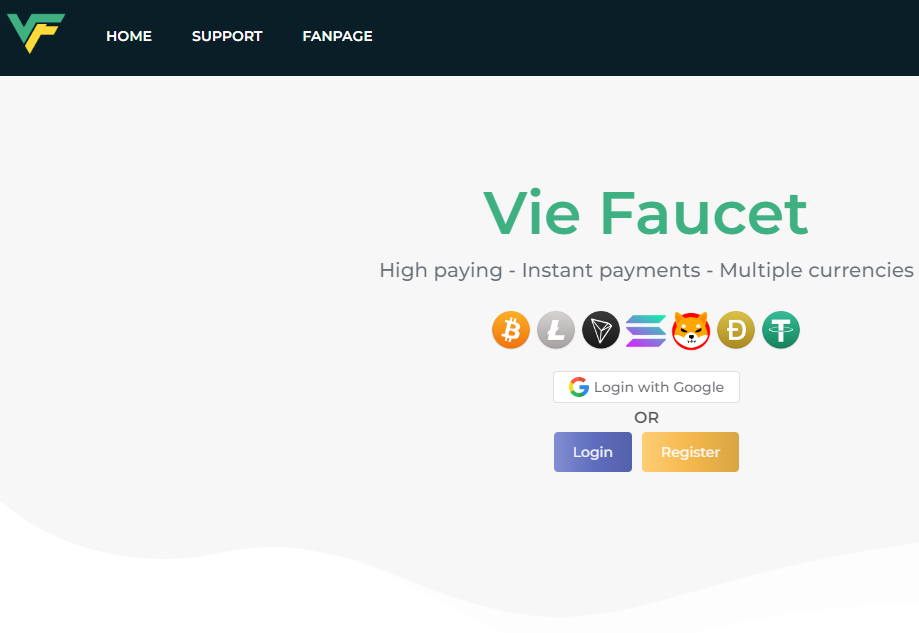 VF
HOME SUPPORT FANPAGE
Vie Faucet
High paying - Instant payments - Multiple currencies
Login with Google
OR
Login Register